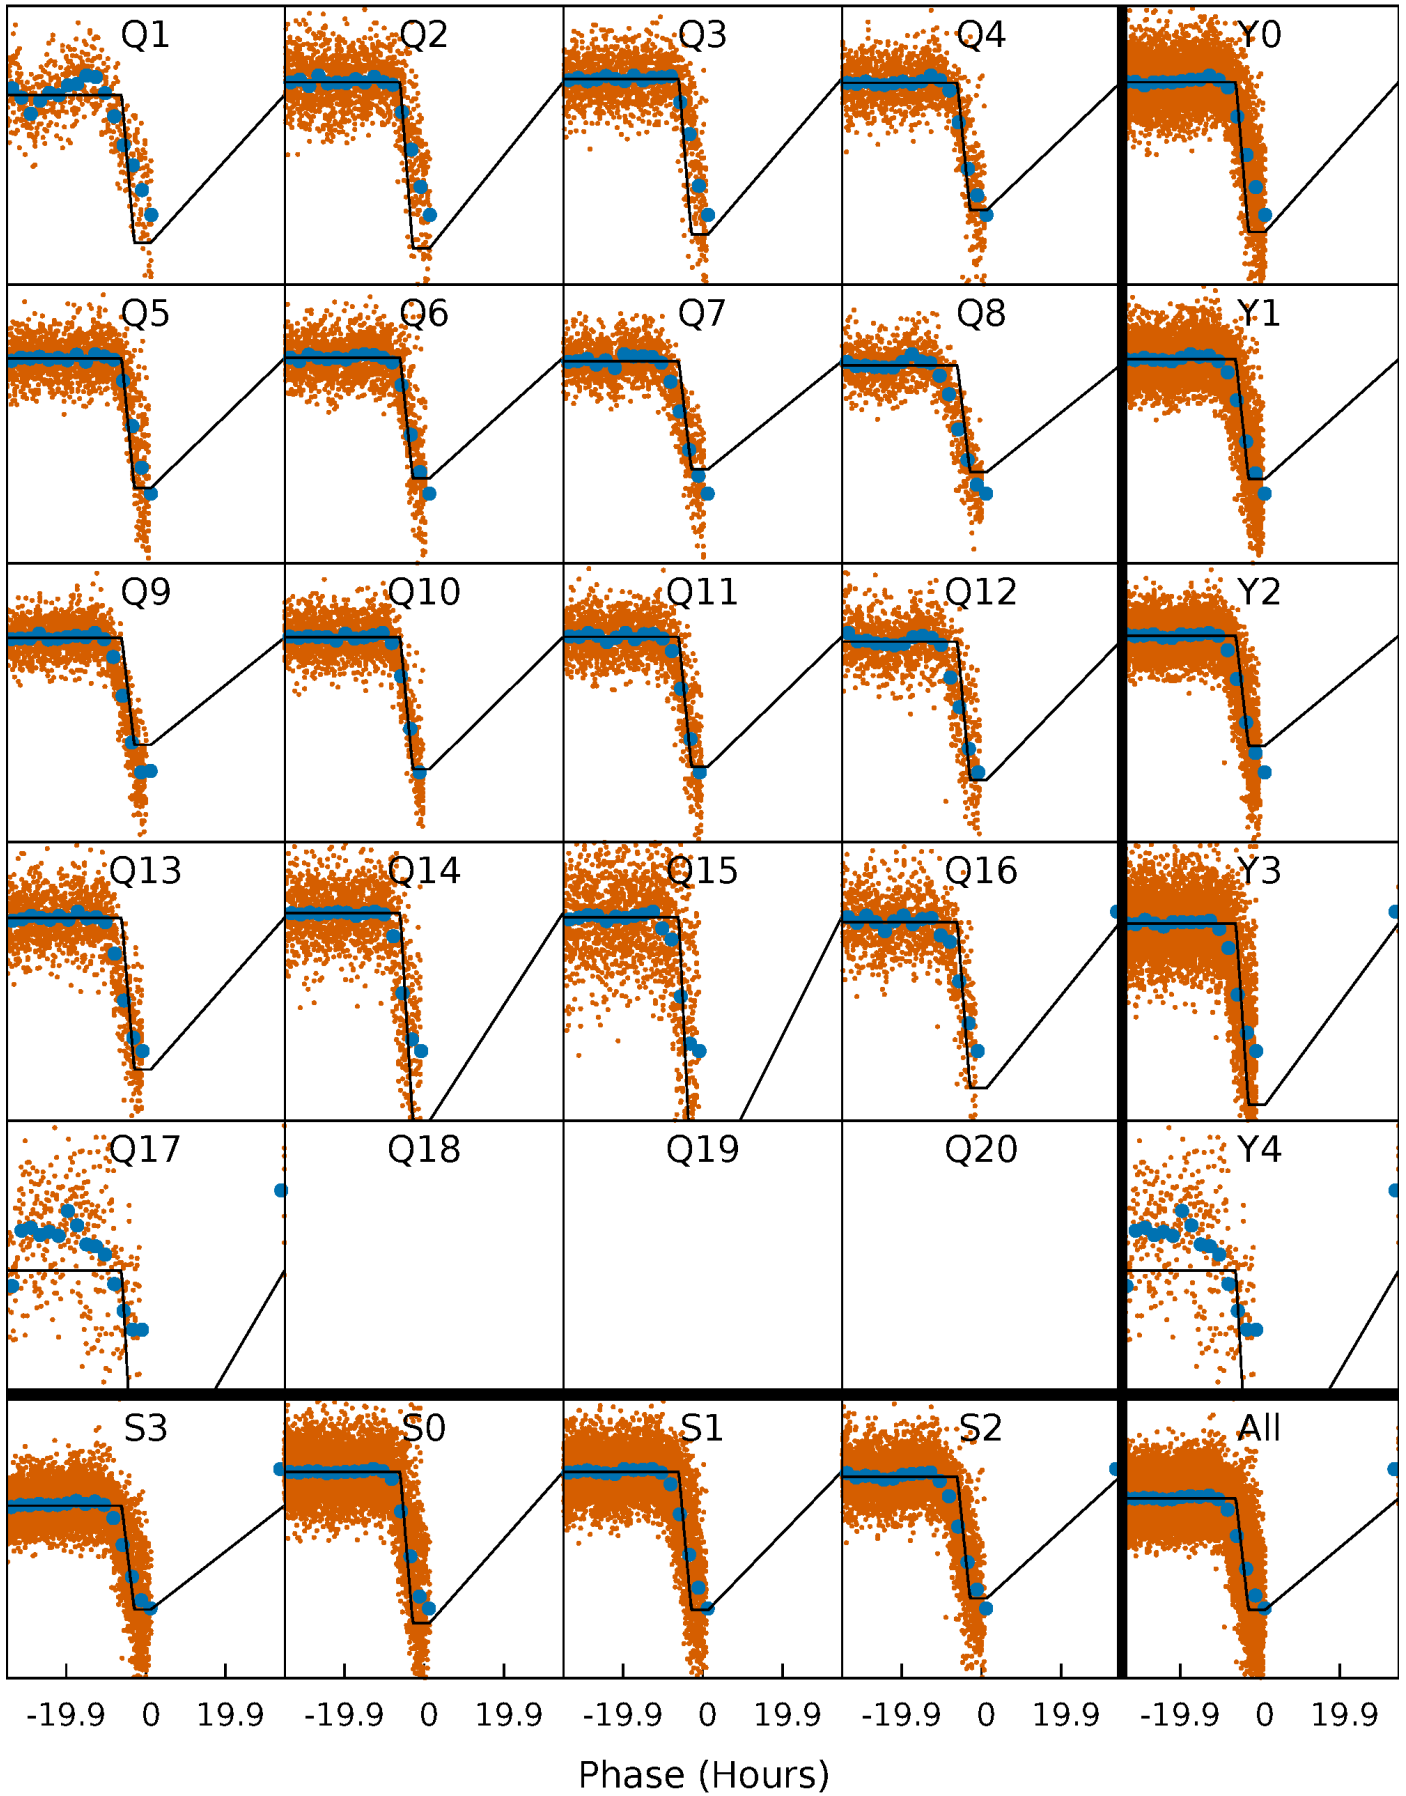 Q1 Q2 Q3 Q4 Y0
Q5 Q6 Q7 Q8 Y1
Q9 Q10 Q11 Q12 Y2
Q13 Q14 Q15 Q16 Y3
Q17 Q18 Q19 Q20 Y4
S3 S0 S1 S2 All
-19.9 0 19.9 -19.9 0 19.9 -19.9 0 19.9 -19.9 0 19.9 -19.9 0 19.9
Phase (Hours)